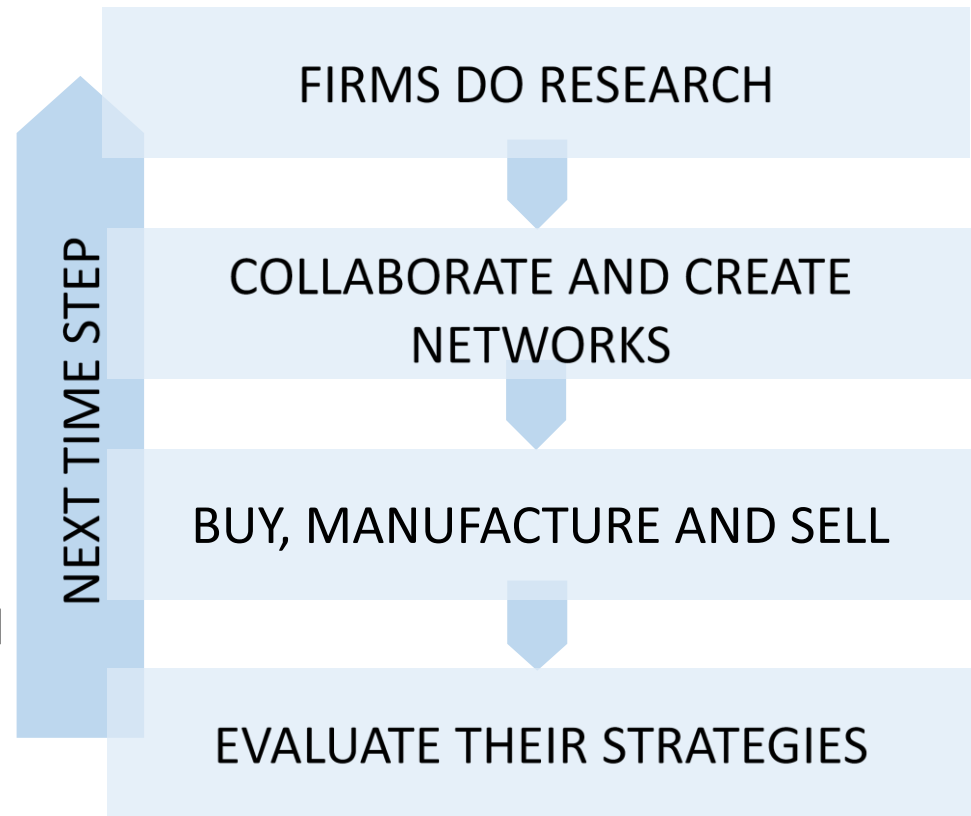 FIRMS DO RESEARCH
COLLABORATE AND CREATE
NETWORKS
BUY, MANUFACTURE AND SELL
EVALUATE THEIR STRATEGIES
NEXT TIME STEP